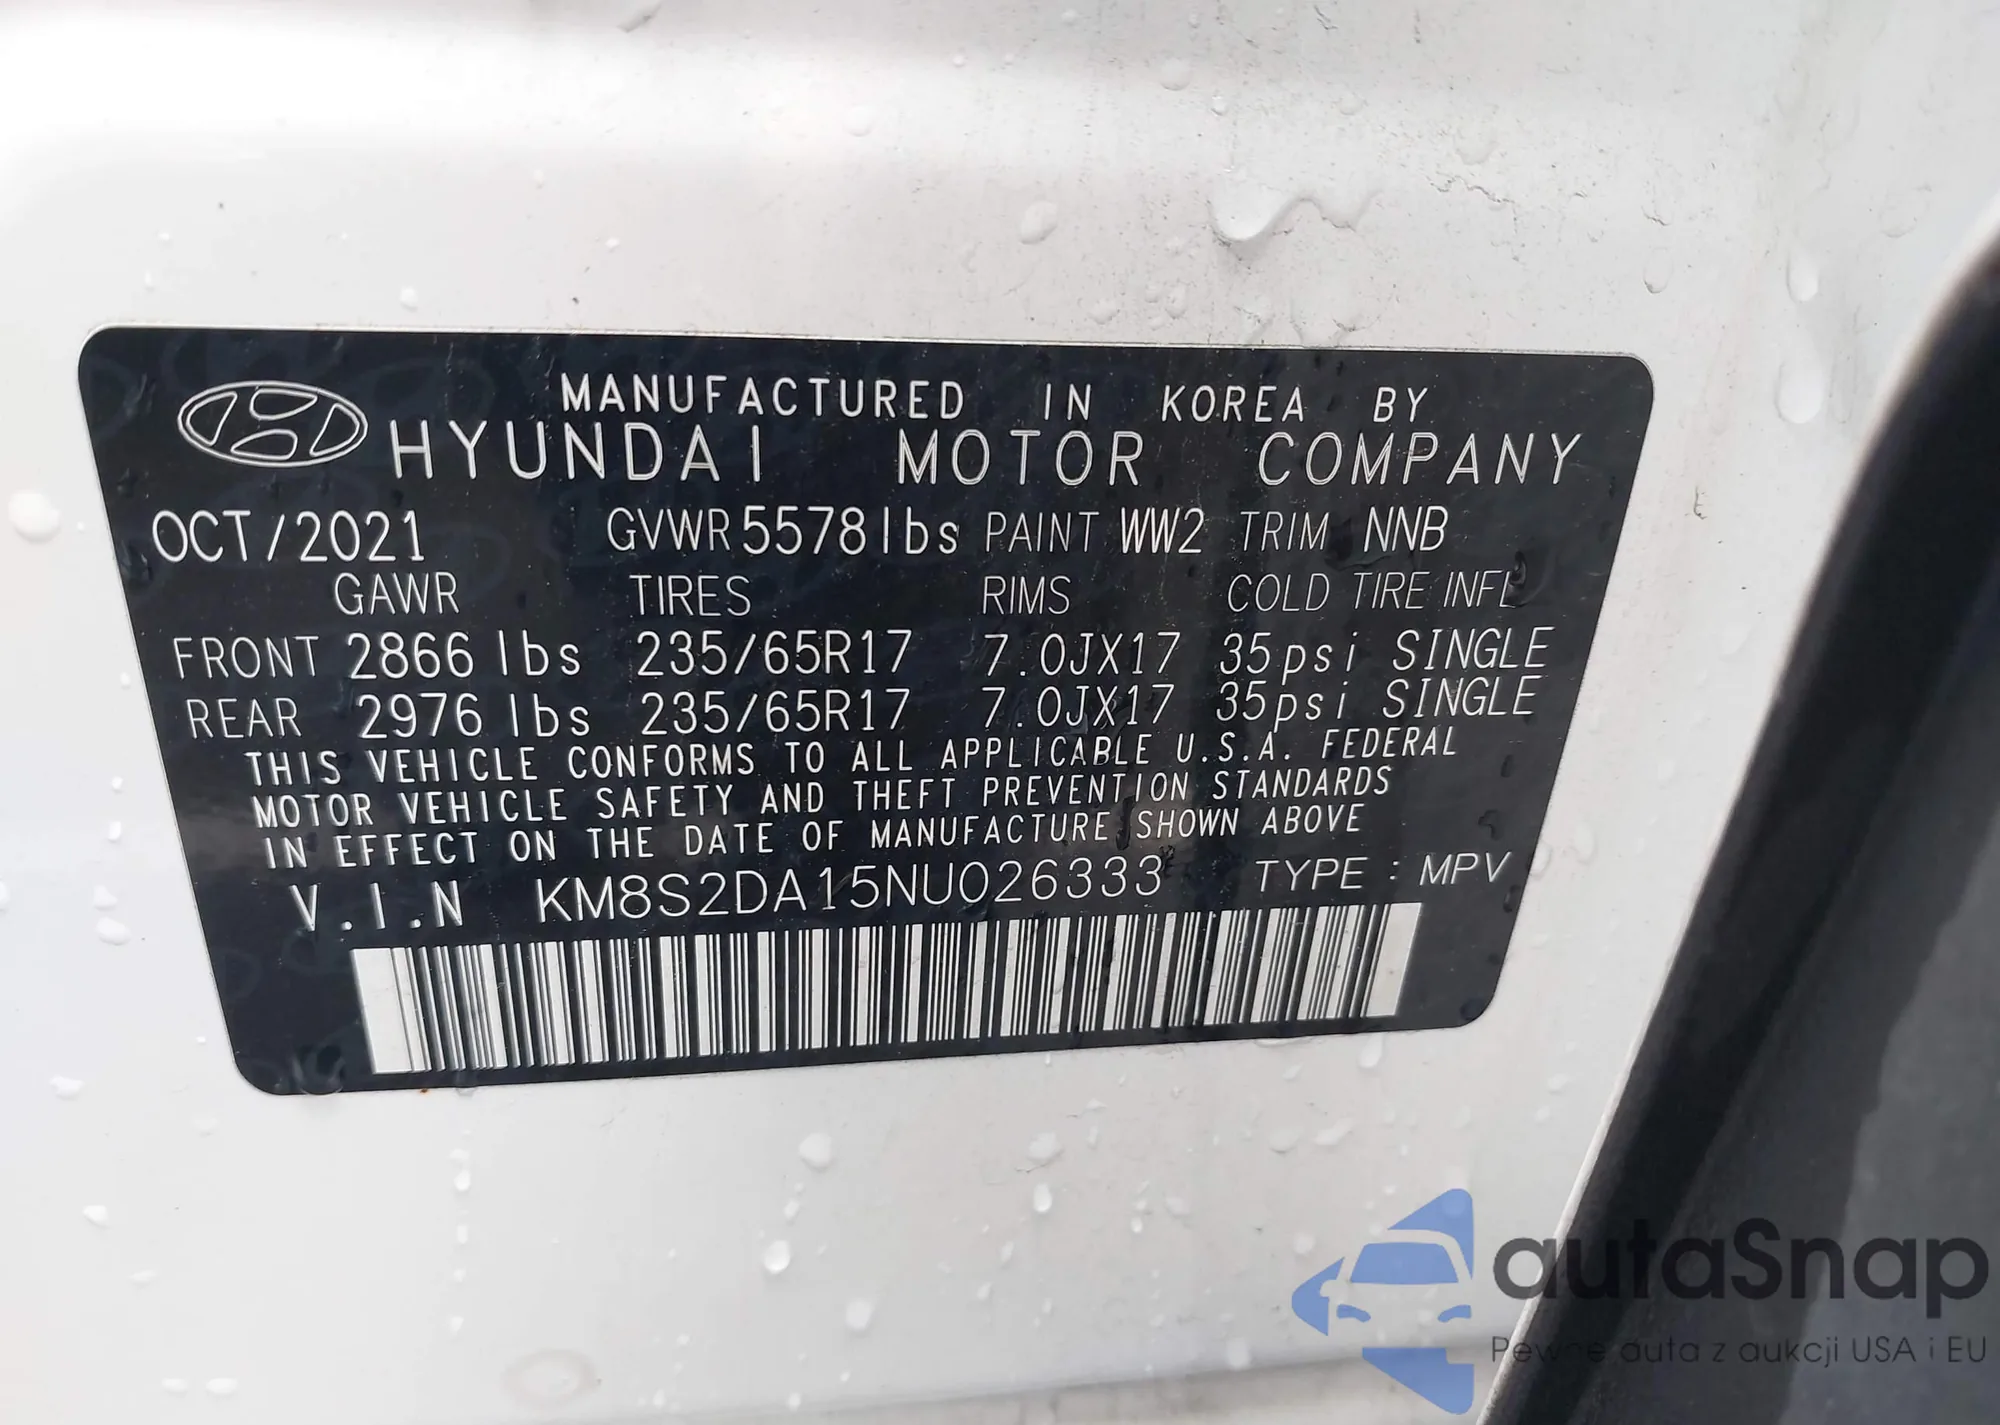 MANUFACTURED IN KOREA BY
HYUNDAI MOTOR COMPANY
OCT/2021 GVWR 5578lbs PAINT WW2 TRIM NNB
GAWR TIRES RIMS COLD TIRE INFL
FRONT 2866 lbs 235/65R17 7.0JX17 35psi SINGLE
REAR 2976 lbs 235/65R17 7.0JX17 35psi SINGLE
THIS VEHICLE CONFORMS TO ALL APPLICABLE U.S.A. FEDERAL
MOTOR VEHICLE SAFETY AND THEFT PREVENTION STANDARDS
IN EFFECT ON THE DATE OF MANUFACTURE SHOWN ABOVE
V.I.N KM8S2DA15NU026333 TYPE : MPV
autaSnap
Pewne auta z aukcji USA i EU